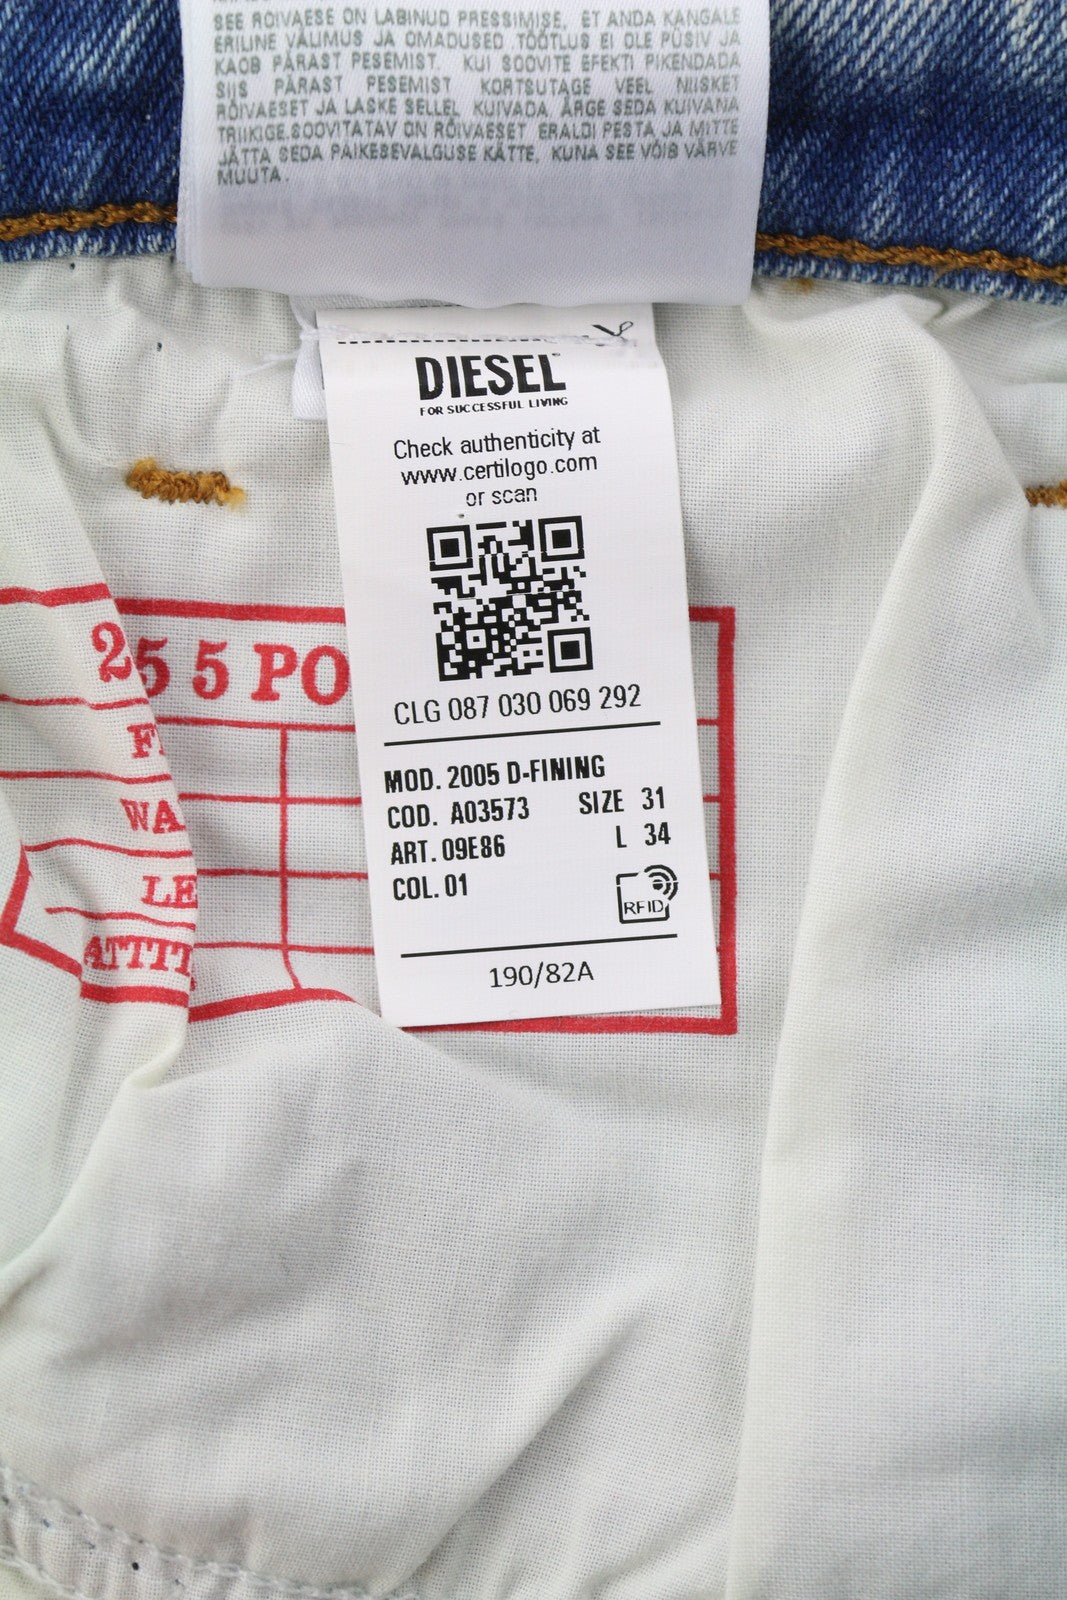 SEE RÕIVAESE ON LÄBINUD PRESSIMISE, ET ANDA KANGALE
ERILINE VÄLIMUS JA OMADUSED. TÖÖTLUS EI OLE PÜSIV JA
KAOB PÄRAST PESEMIST. KUI SOOVITE EFEKTI PIKENDADA
SIIS PÄRAST PESEMIST KORTSUTAGE VEEL NIISKET
RÕIVAESET JA LASKE SELLEL KUIVADA. ÄRGE SEDA KUIVANA
TRIIKIGE.SOOVITATAV ON RÕIVAESET ERALDI PESTA JA MITTE
JÄTTA SEDA PÄIKESEVALGUSE KÄTTE, KUNA SEE VÕIB VÄRVE
MUUTA.
DIESEL
FOR SUCCESSFUL LIVING
Check authenticity at
www.certilogo.com
or scan
CLG 087 030 069 292
MOD. 2005 D-FINING
COD. A03573 SIZE 31
ART. 09E86 L 34
COL. 01
RFID
190/82A
25 5 PO
F
WA
LE
ATTIT